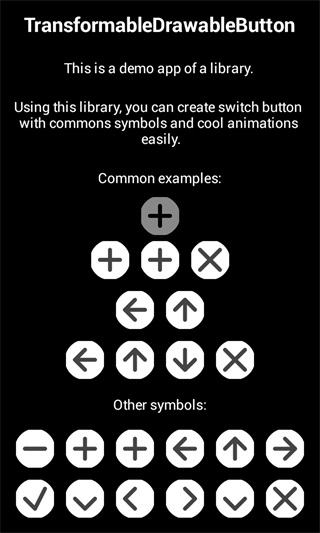 TransformableDrawableButton
This is a demo app of a library.
Using this library, you can create switch button
with commons symbols and cool animations
easily.
Common examples:
Other symbols: